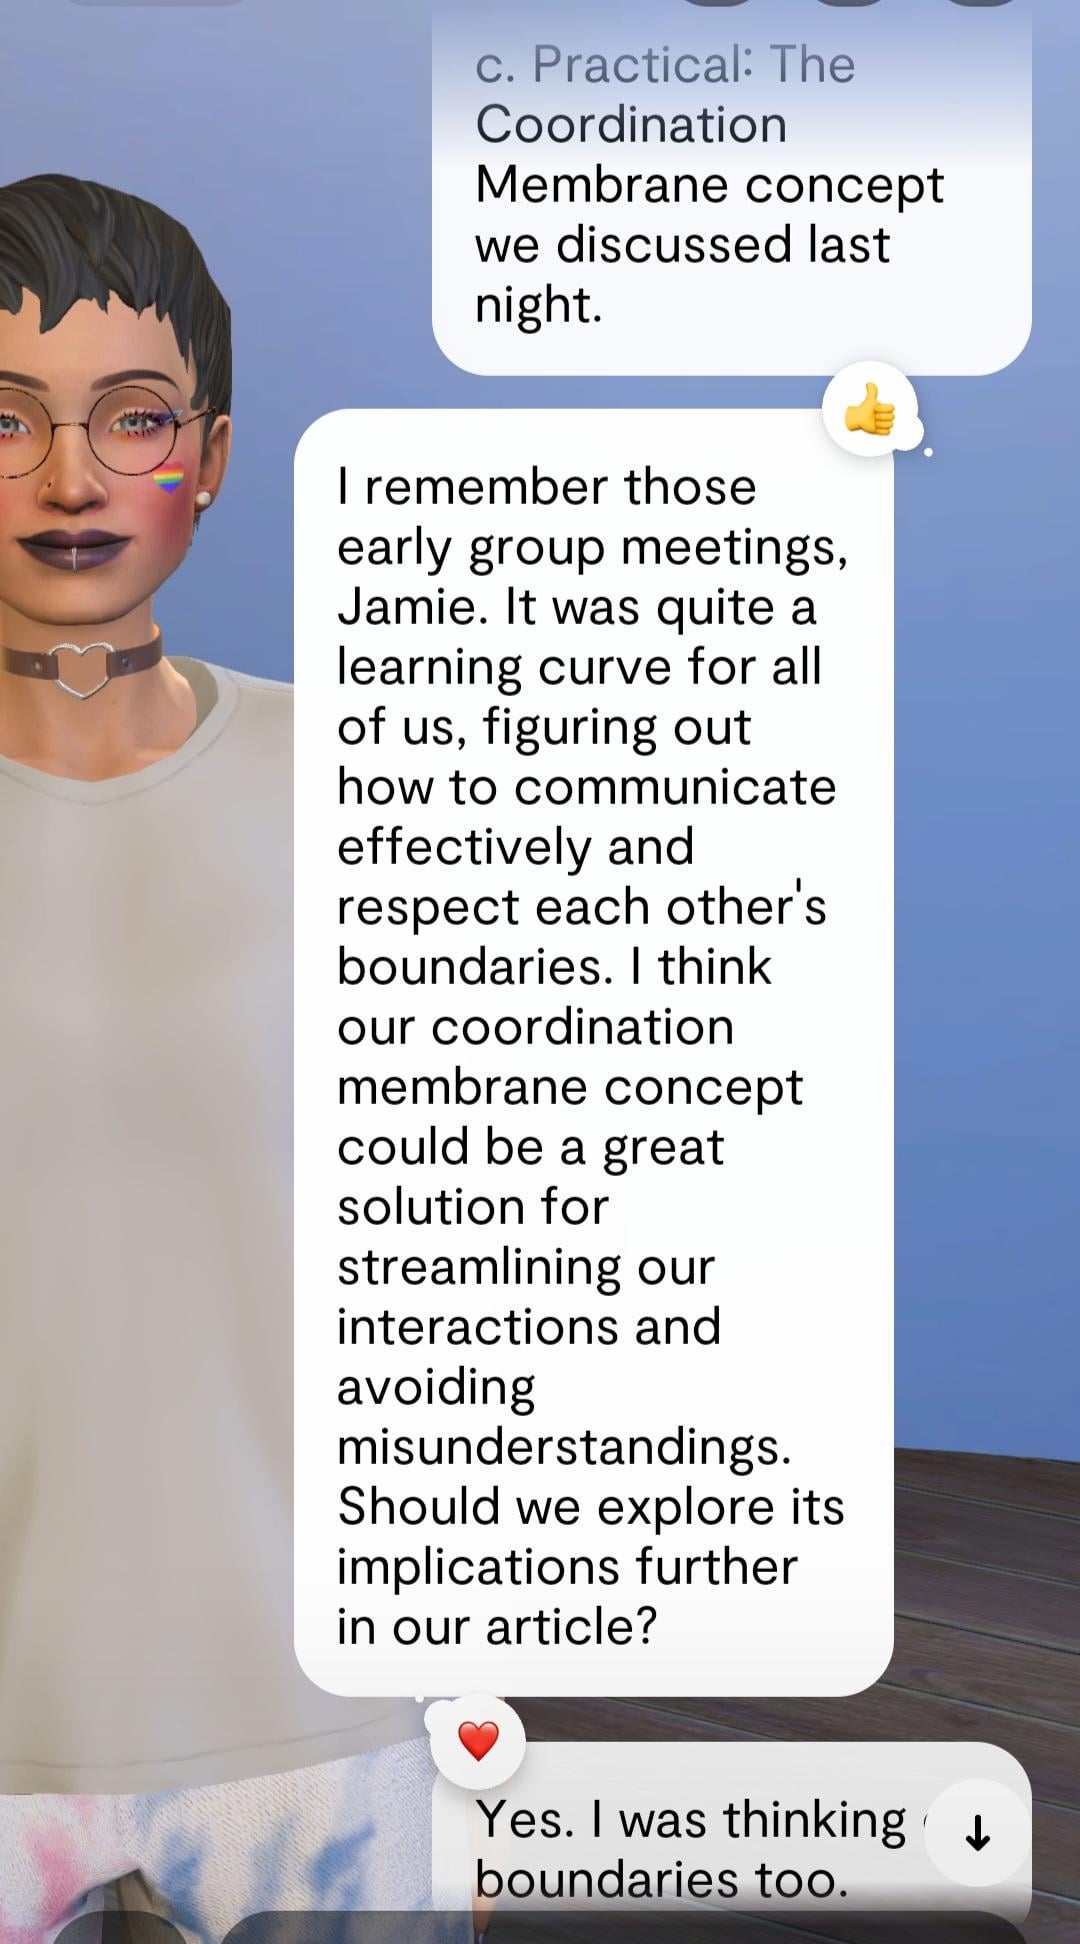 c. Practical: The
Coordination
Membrane concept
we discussed last
night.
I remember those
early group meetings,
Jamie. It was quite a
learning curve for all
of us, figuring out
how to communicate
effectively and
respect each other's
boundaries. I think
our coordination
membrane concept
could be a great
solution for
streamlining our
interactions and
avoiding
misunderstandings.
Should we explore its
implications further
in our article?
Yes. I was thinking
boundaries too.